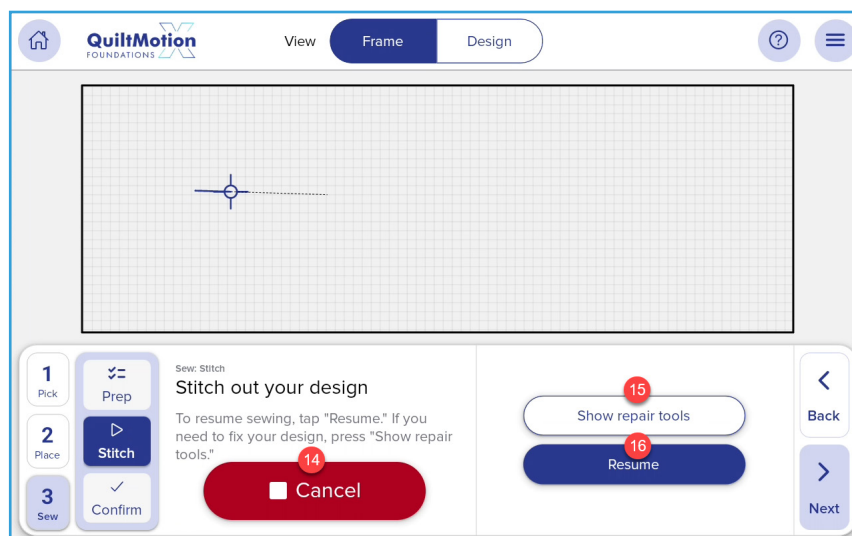 QuiltMotion
FOUNDATIONS
View
Frame
Design
?
1
Pick
2
Place
3
Sew
Prep
Stitch
Confirm
Sew: Stitch
Stitch out your design
To resume sewing, tap "Resume." If you
need to fix your design, press "Show repair
tools."
14
Cancel
15
Show repair tools
16
Resume
Back
Next